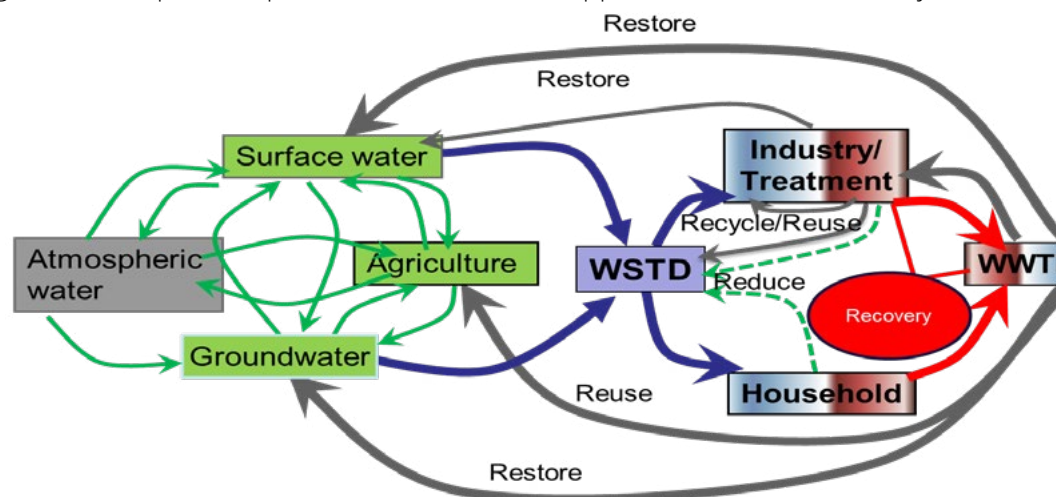 Restore
Restore
Surface water
Industry/
Treatment
Recycle/Reuse
Atmospheric
water
Agriculture
WSTD
WWT
Reduce
Recovery
Groundwater
Household
Reuse
Restore